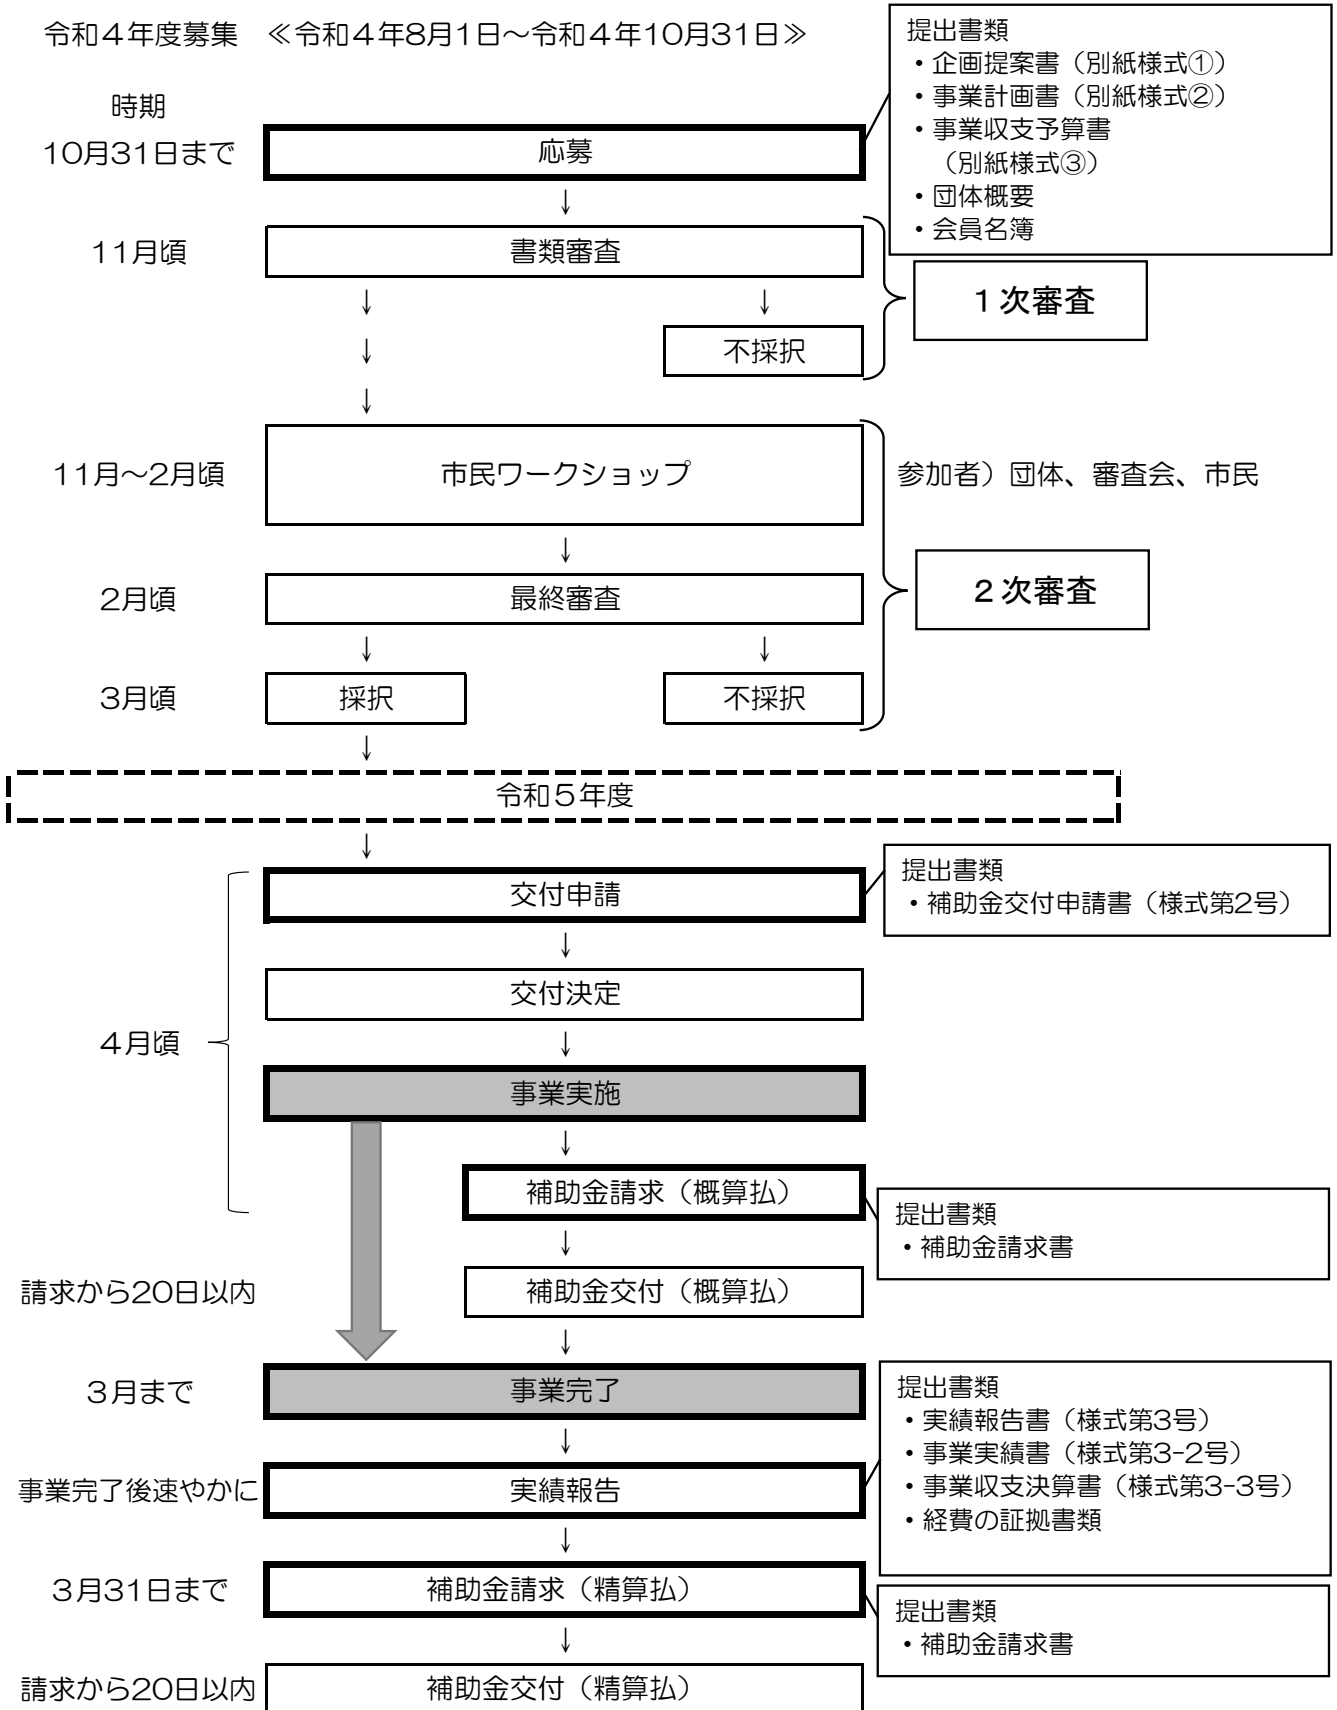 令和４年度募集　≪令和４年8月1日～令和４年10月31日≫
提出書類
・企画提案書（別紙様式①）
・事業計画書（別紙様式②）
・事業収支予算書
（別紙様式③）
・団体概要
・会員名簿
時期
10月31日まで
応募
↓
11月頃
書類審査
１次審査
↓
↓
↓
不採択
↓
11月～2月頃
市民ワークショップ
参加者）団体、審査会、市民
↓
2月頃
最終審査
２次審査
↓
↓
3月頃
採択
不採択
↓
令和５年度
↓
交付申請
提出書類
・補助金交付申請書（様式第2号）
↓
交付決定
４月頃
↓
事業実施
↓
補助金請求（概算払）
提出書類
・補助金請求書
↓
請求から20日以内
補助金交付（概算払）
↓
３月まで
事業完了
提出書類
・実績報告書（様式第3号）
・事業実績書（様式第3-2号）
・事業収支決算書（様式第3-3号）
・経費の証拠書類
↓
事業完了後速やかに
実績報告
↓
３月31日まで
補助金請求（精算払）
提出書類
・補助金請求書
↓
請求から20日以内
補助金交付（精算払）